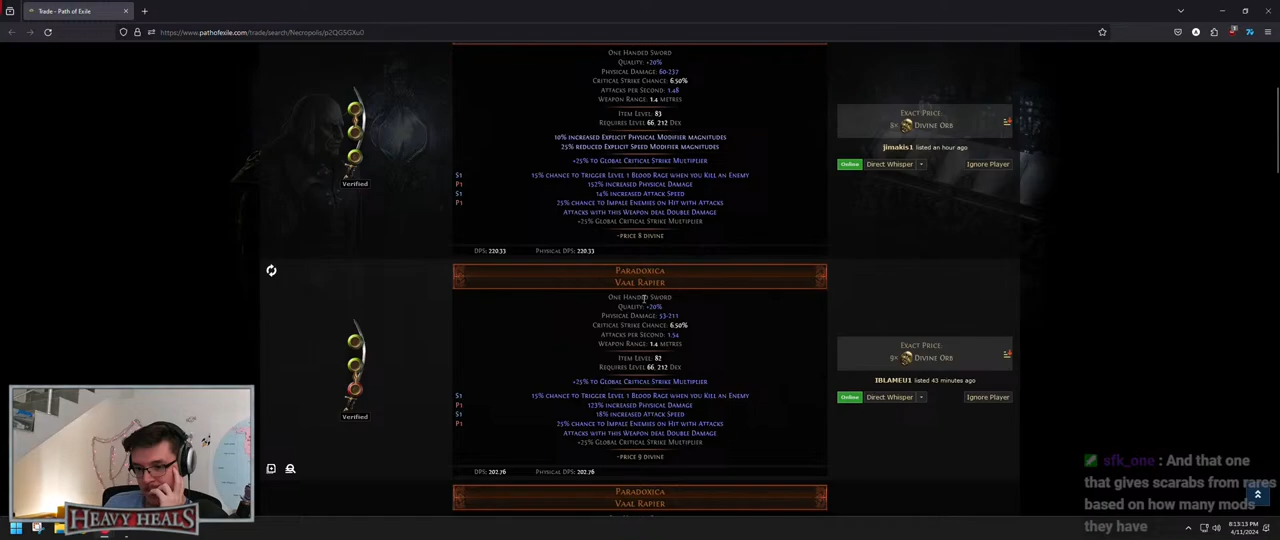 Trade - Path of Exile
https://www.pathofexile.com/trade/search/Necropolis/p2QG5GXu0
One Handed Sword
Quality: +20%
Physical Damage: 60-237
Critical Strike Chance: 6.50%
Attacks per Second: 1.48
Weapon Range: 1.4 metres
Item Level: 83
Requires Level 66, 212 Dex
10% increased Explicit Physical Modifier magnitudes
25% reduced Explicit Speed Modifier magnitudes
+25% to Global Critical Strike Multiplier
S1 15% chance to Trigger Level 1 Blood Rage when you Kill an Enemy
P1 152% increased Physical Damage
S1 14% increased Attack Speed
P1 25% chance to Impale Enemies on Hit with Attacks
Attacks with this Weapon deal Double Damage
+25% Global Critical Strike Multiplier
~price 8 divine
DPS: 220.33 Physical DPS: 220.33
Verified
Exact Price:
8× Divine Orb
jimakis1 listed an hour ago
Online Direct Whisper Ignore Player
Paradoxica
Vaal Rapier
One Handed Sword
Quality: +20%
Physical Damage: 53-211
Critical Strike Chance: 6.50%
Attacks per Second: 1.54
Weapon Range: 1.4 metres
Item Level: 82
Requires Level 66, 212 Dex
+25% to Global Critical Strike Multiplier
S1 15% chance to Trigger Level 1 Blood Rage when you Kill an Enemy
P1 123% increased Physical Damage
S1 18% increased Attack Speed
P1 25% chance to Impale Enemies on Hit with Attacks
Attacks with this Weapon deal Double Damage
+25% Global Critical Strike Multiplier
~price 9 divine
DPS: 202.76 Physical DPS: 202.76
Verified
Exact Price:
9× Divine Orb
IBLAMEU1 listed 43 minutes ago
Online Direct Whisper Ignore Player
Paradoxica
Vaal Rapier
sfk_one : And that one
that gives scarabs from rares
based on how many mods
they have
HEAVY HEALS
8:13:13 PM
4/11/2024